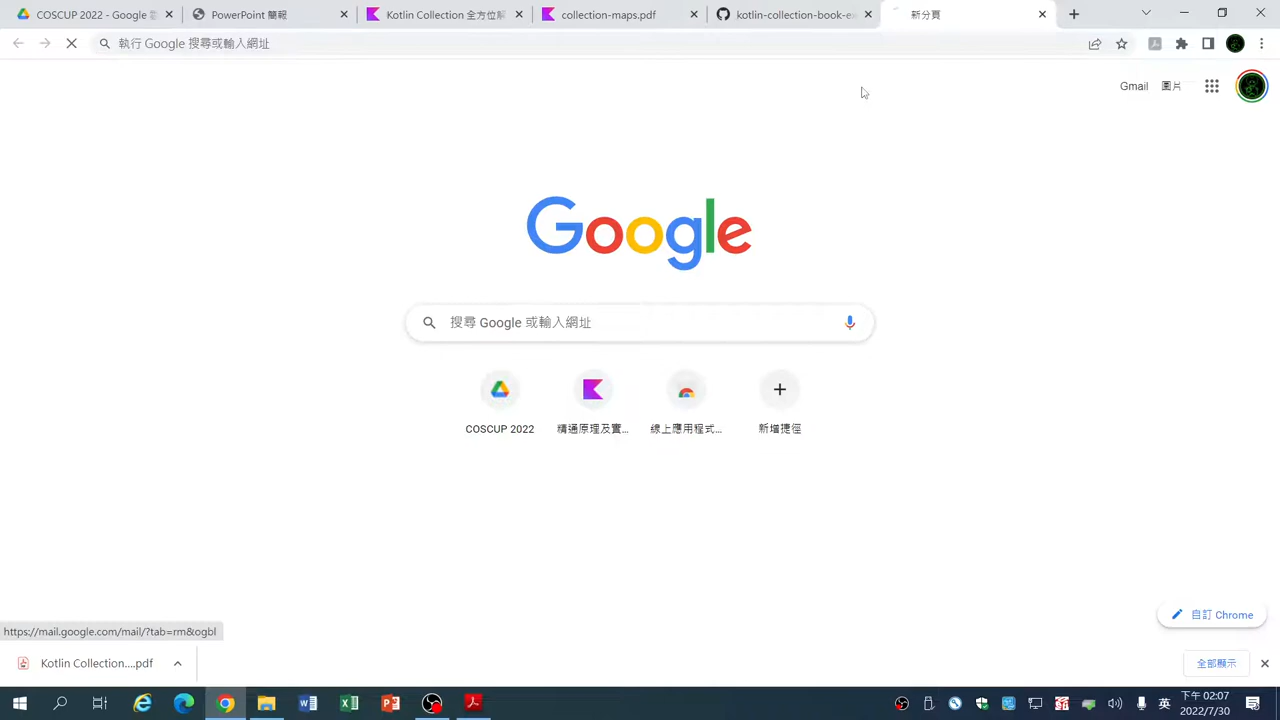 COSCUP 2022 - Google 雲
PowerPoint 簡報
Kotlin Collection 全方位解
collection-maps.pdf
kotlin-collection-book-ex
新分頁
執行 Google 搜尋或輸入網址
Gmail 圖片
Google
搜尋 Google 或輸入網址
COSCUP 2022
精通原理及實...
線上應用程式...
新增捷徑
自訂 Chrome
https://mail.google.com/mail/?tab=rm&ogbl
Kotlin Collection....pdf
全部顯示
英
下午 02:07
2022/7/30